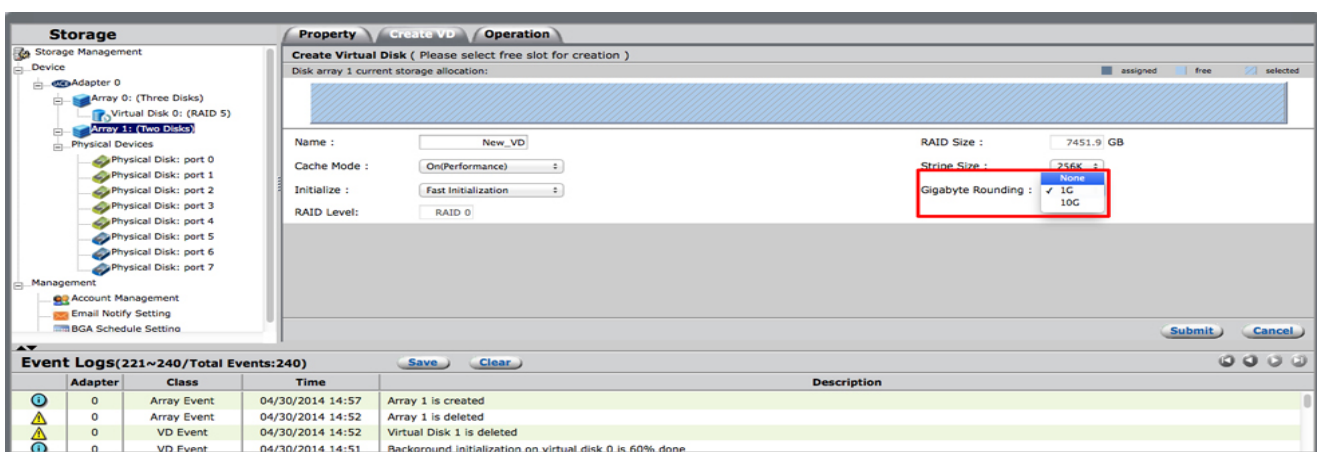 Storage
Property Create VD Operation
Storage Management
Create Virtual Disk ( Please select free slot for creation )
Device
Disk array 1 current storage allocation: assigned free selected
Adapter 0
Array 0: (Three Disks)
Virtual Disk 0: (RAID 5)
Array 1: (Two Disks)
Physical Devices
Physical Disk: port 0
Physical Disk: port 1
Physical Disk: port 2
Physical Disk: port 3
Physical Disk: port 4
Physical Disk: port 5
Physical Disk: port 6
Physical Disk: port 7
Management
Account Management
Email Notify Setting
BGA Schedule Setting
Name : New_VD RAID Size : 7451.9 GB
Cache Mode : On(Performance) Stripe Size : 256K
Initialize : Fast Initialization Gigabyte Rounding : None
✓ 1G
10G
RAID Level: RAID 0
Submit Cancel
Event Logs(221~240/Total Events:240) Save Clear
Adapter Class Time Description
0 Array Event 04/30/2014 14:57 Array 1 is created
0 Array Event 04/30/2014 14:52 Array 1 is deleted
0 VD Event 04/30/2014 14:52 Virtual Disk 1 is deleted
0 VD Event 04/30/2014 14:51 Background initialization on virtual disk 0 is 60% done